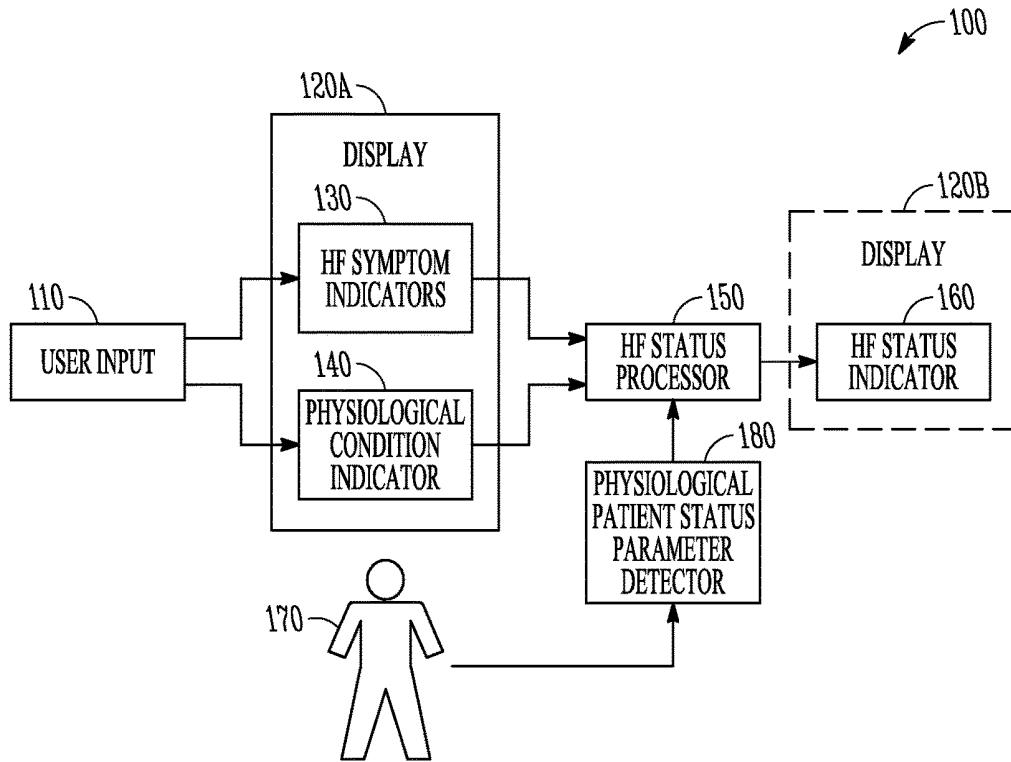 100
120A
DISPLAY
130
HF SYMPTOM
INDICATORS
110
USER INPUT
140
PHYSIOLOGICAL
CONDITION
INDICATOR
150
HF STATUS
PROCESSOR
120B
DISPLAY
160
HF STATUS
INDICATOR
180
PHYSIOLOGICAL
PATIENT STATUS
PARAMETER
DETECTOR
170